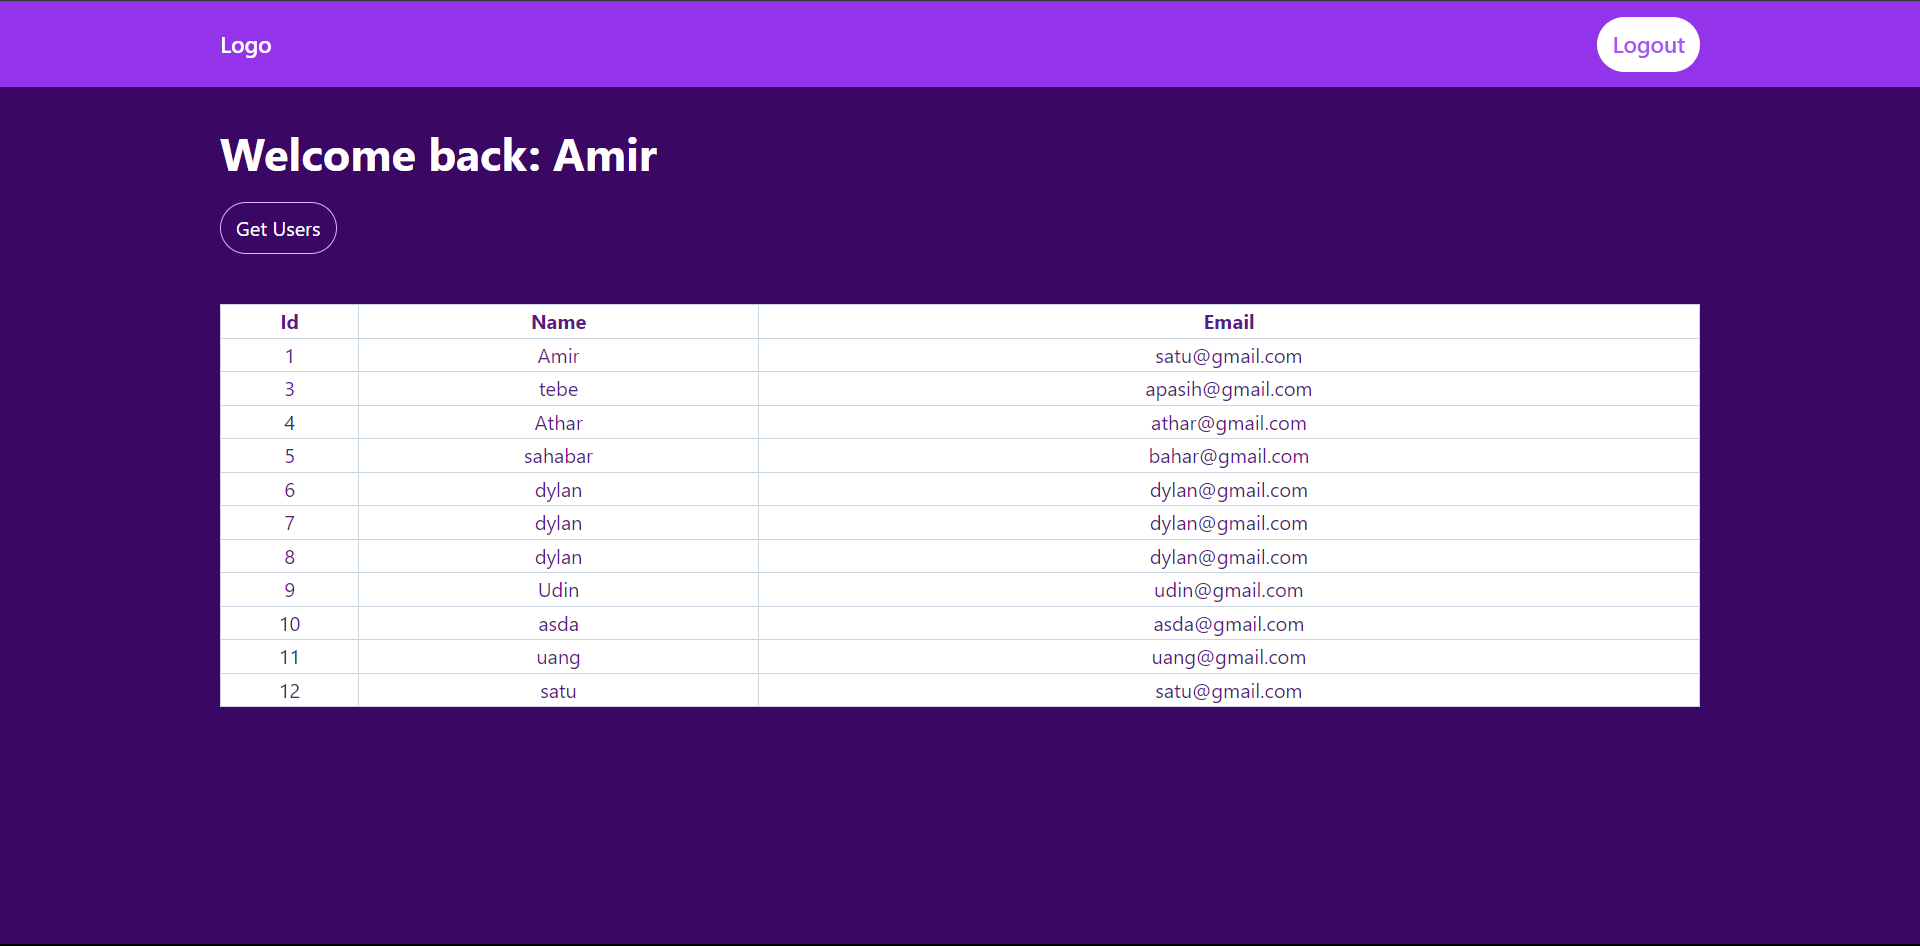 Logo Logout
Welcome back: Amir
Get Users
Id Name Email
1 Amir satu@gmail.com
3 tebe apasih@gmail.com
4 Athar athar@gmail.com
5 sahabar bahar@gmail.com
6 dylan dylan@gmail.com
7 dylan dylan@gmail.com
8 dylan dylan@gmail.com
9 Udin udin@gmail.com
10 asda asda@gmail.com
11 uang uang@gmail.com
12 satu satu@gmail.com